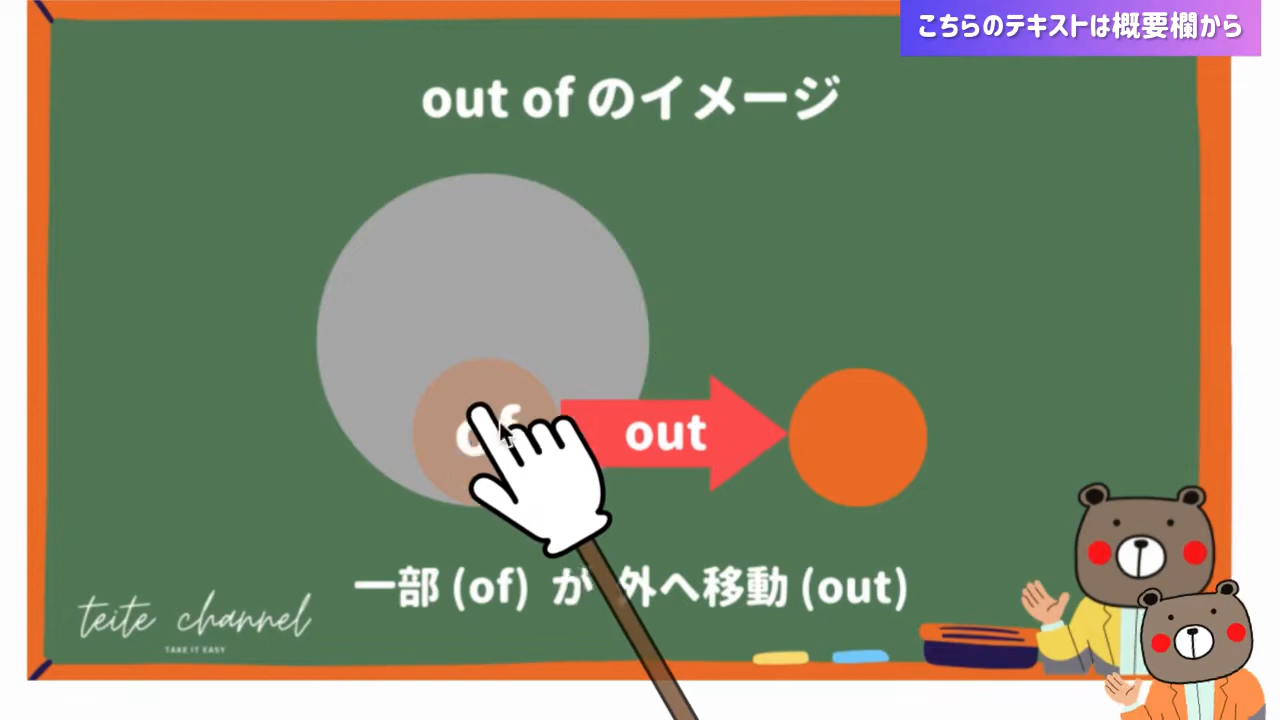 こちらのテキストは概要欄から
out of のイメージ
of
out
一部 (of) が 外へ移動 (out)
teite channel
TAKE IT EASY